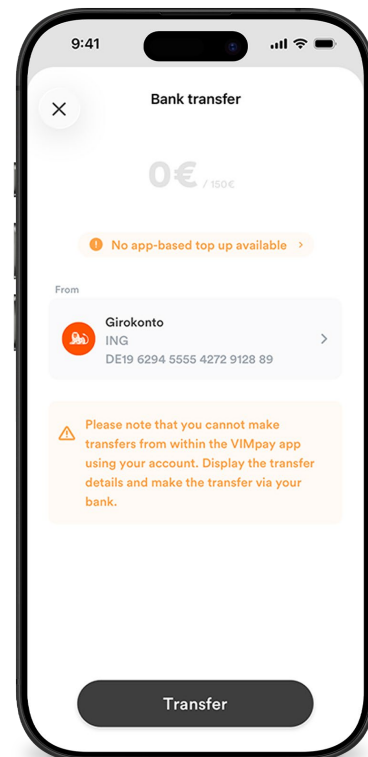 9:41
Bank transfer
0€ / 150€
No app-based top up available
From
Girokonto
ING
DE19 6294 5555 4272 9128 89
Please note that you cannot make
transfers from within the VIMpay app
using your account. Display the transfer
details and make the transfer via your
bank.
Transfer